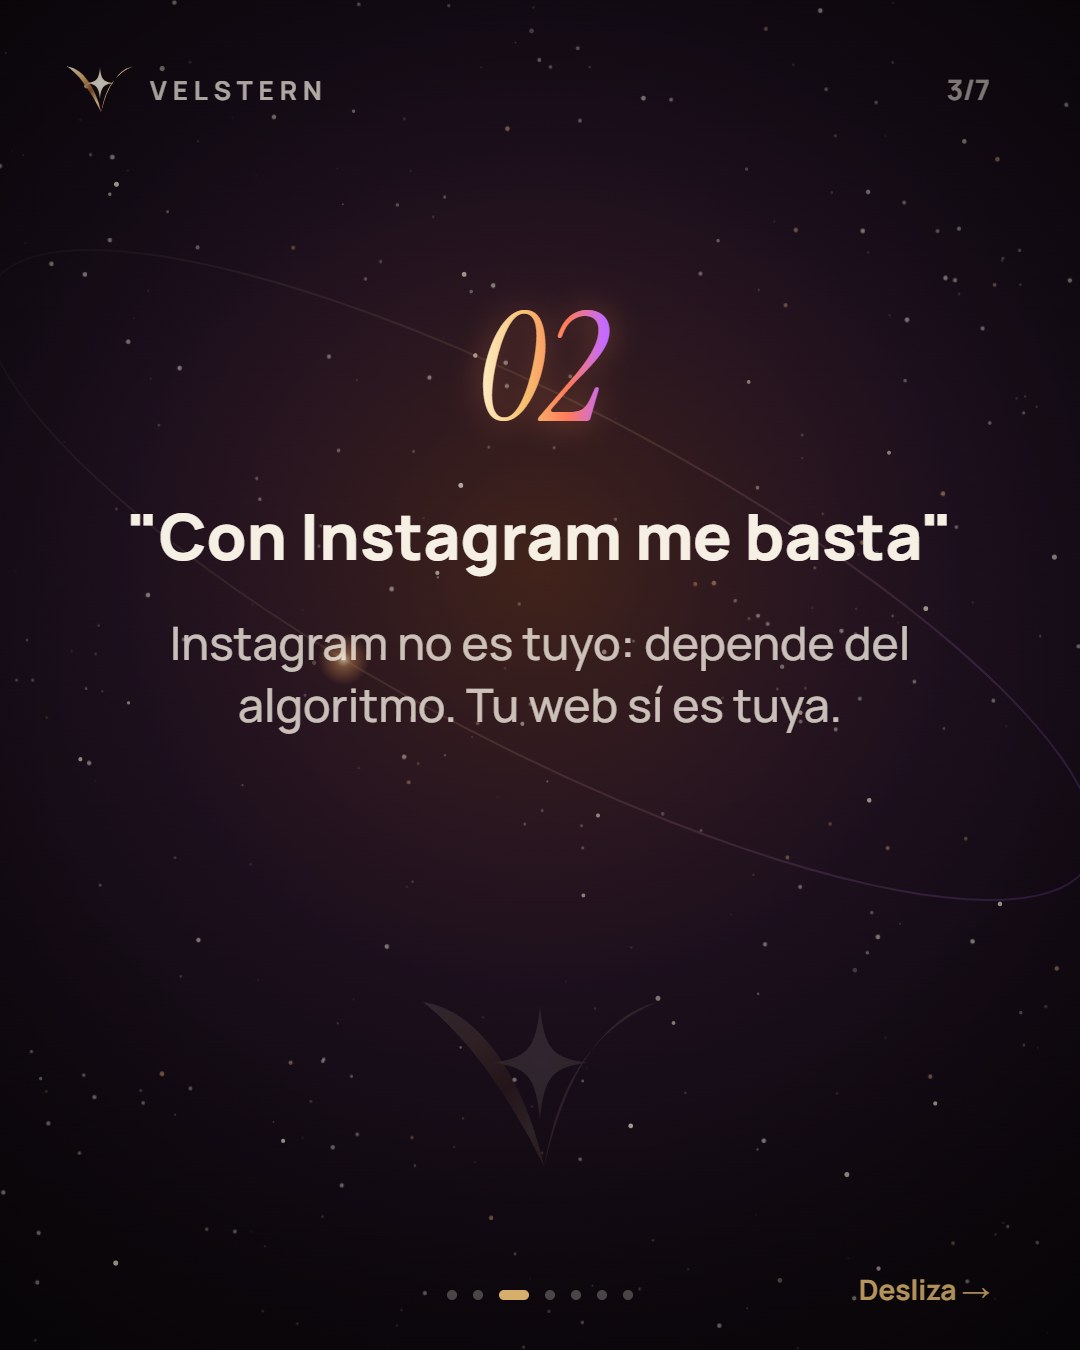 VELSTERN
3/7
02
"Con Instagram me basta"
Instagram no es tuyo: depende del
algoritmo. Tu web sí es tuya.
Desliza →